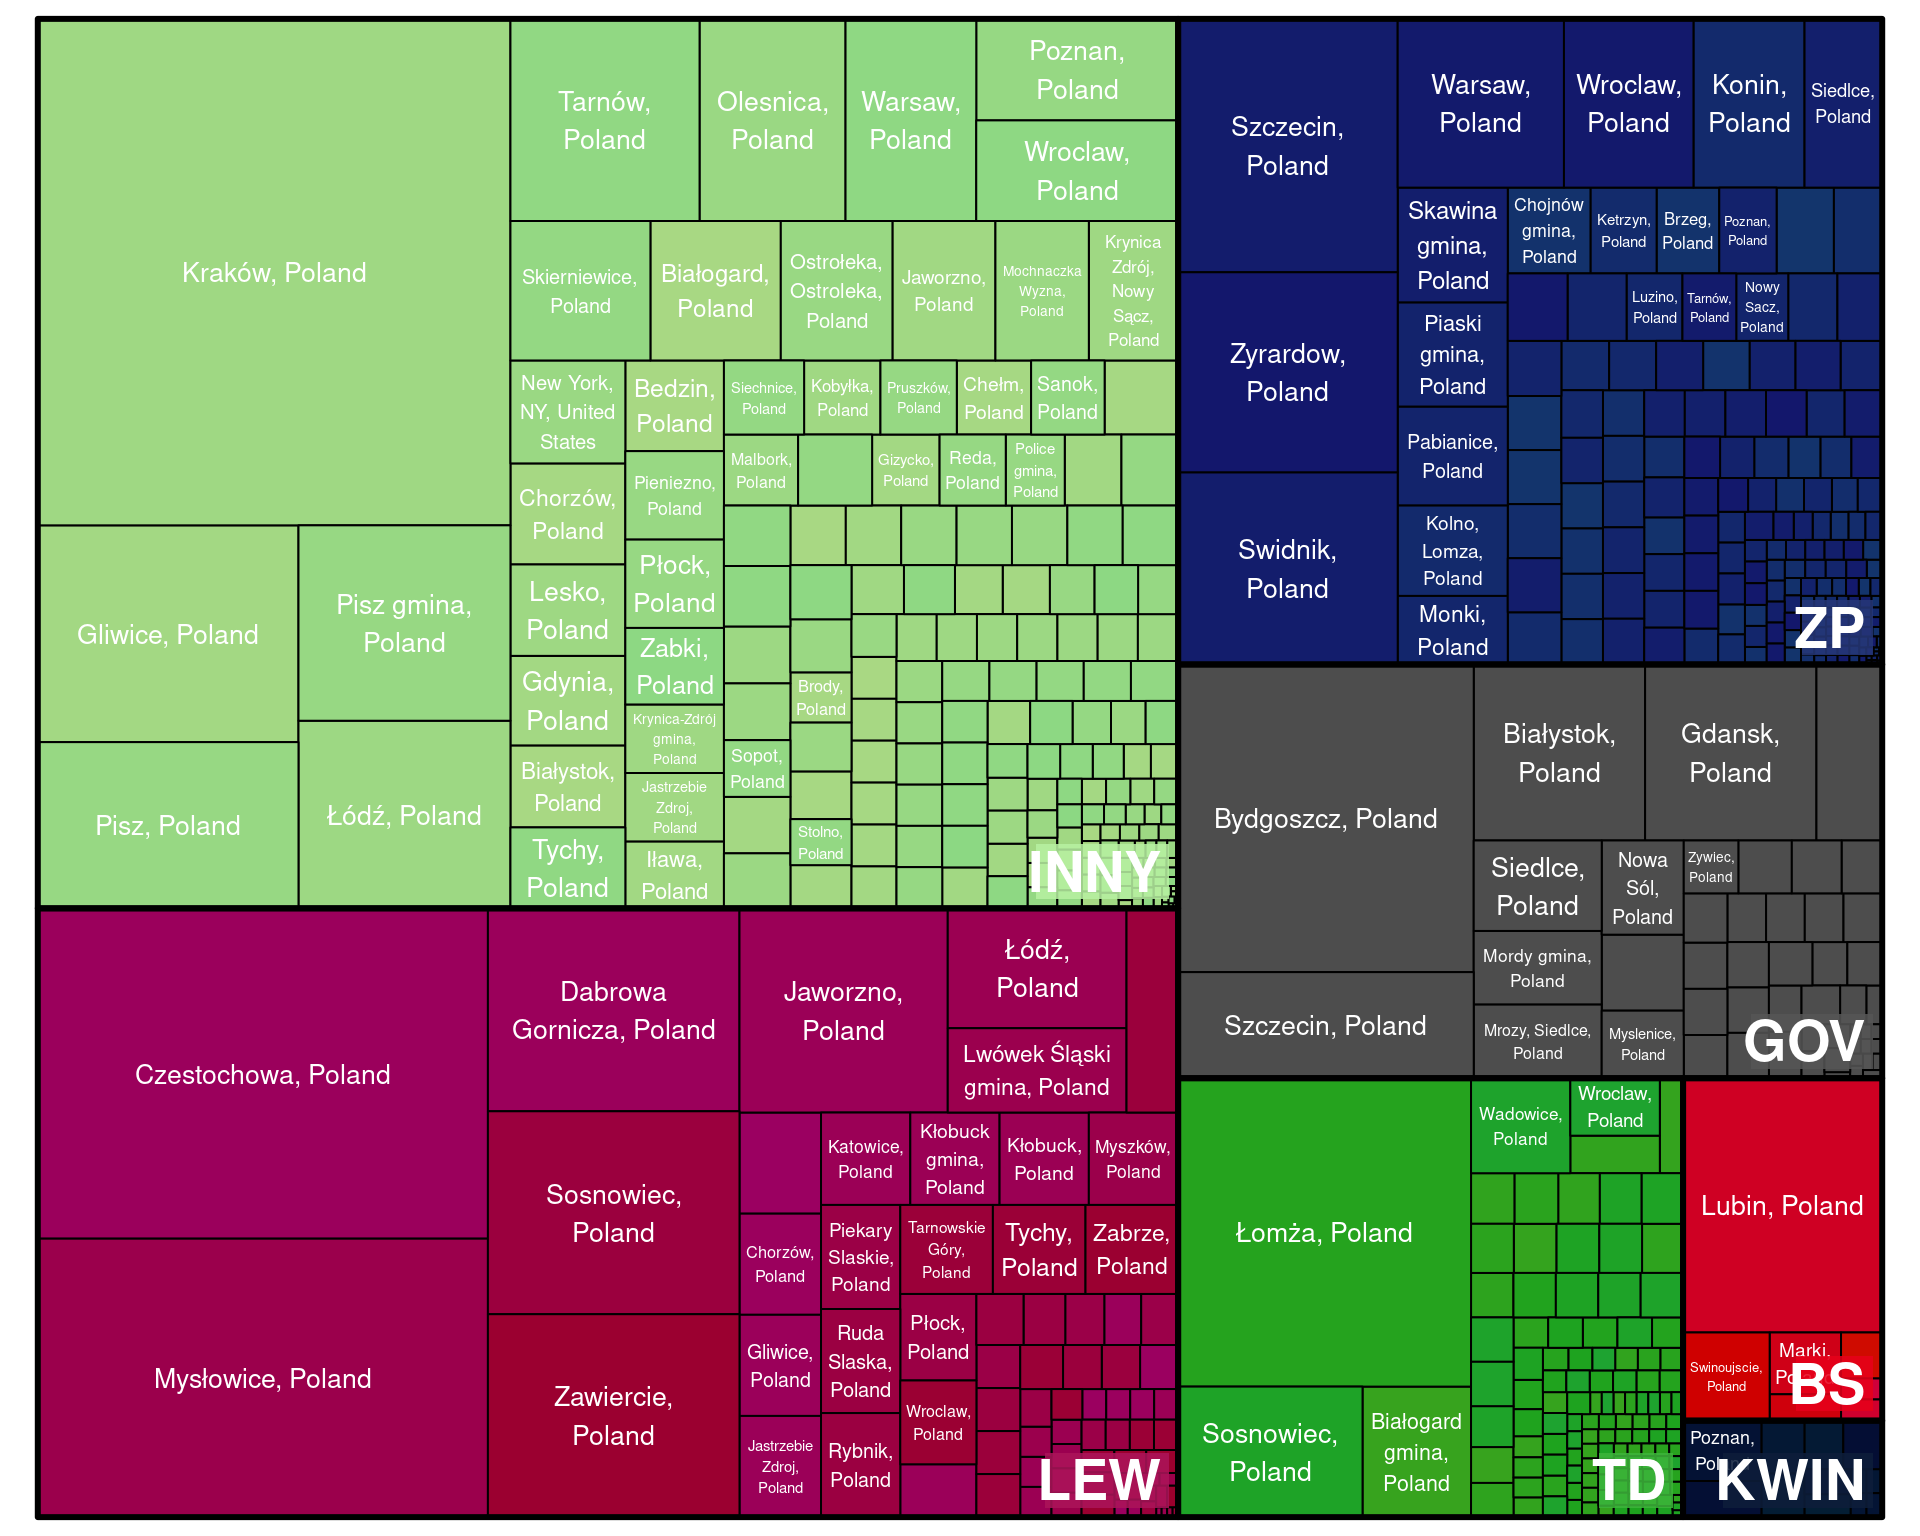 Kraków, Poland
Gliwice, Poland
Pisz gmina,
Poland
Pisz, Poland
Łódź, Poland
Tarnów,
Poland
Olesnica,
Poland
Warsaw,
Poland
Poznan,
Poland
Wroclaw,
Poland
Skierniewice,
Poland
Białogard,
Poland
Ostrołeka,
Ostroleka,
Poland
Jaworzno,
Poland
Mochnaczka
Wyzna,
Poland
Krynica
Zdrój,
Nowy
Sącz,
Poland
New York,
NY, United
States
Chorzów,
Poland
Lesko,
Poland
Gdynia,
Poland
Białystok,
Poland
Tychy,
Poland
Bedzin,
Poland
Pieniezno,
Poland
Płock,
Poland
Zabki,
Poland
Krynica-Zdrój
gmina,
Poland
Jastrzebie
Zdroj,
Poland
Iława,
Poland
Siechnice,
Poland
Kobyłka,
Poland
Pruszków,
Poland
Chełm,
Poland
Sanok,
Poland
Malbork,
Poland
Gizycko,
Poland
Reda,
Poland
Police
gmina,
Poland
Brody,
Poland
Sopot,
Poland
Stolno,
Poland
INNY
Czestochowa, Poland
Mysłowice, Poland
Dabrowa
Gornicza, Poland
Sosnowiec,
Poland
Zawiercie,
Poland
Jaworzno,
Poland
Łódź,
Poland
Lwówek Śląski
gmina, Poland
Chorzów,
Poland
Gliwice,
Poland
Jastrzebie
Zdroj,
Poland
Katowice,
Poland
Kłobuck
gmina,
Poland
Kłobuck,
Poland
Myszków,
Poland
Piekary
Slaskie,
Poland
Ruda
Slaska,
Poland
Rybnik,
Poland
Tarnowskie
Góry,
Poland
Tychy,
Poland
Zabrze,
Poland
Płock,
Poland
Wroclaw,
Poland
LEW
Szczecin,
Poland
Zyrardow,
Poland
Swidnik,
Poland
Warsaw,
Poland
Wroclaw,
Poland
Konin,
Poland
Siedlce,
Poland
Skawina
gmina,
Poland
Piaski
gmina,
Poland
Pabianice,
Poland
Kolno,
Lomza,
Poland
Monki,
Poland
Chojnów
gmina,
Poland
Ketrzyn,
Poland
Brzeg,
Poland
Poznan,
Poland
Luzino,
Poland
Tarnów,
Poland
Nowy
Sacz,
Poland
ZP
Bydgoszcz, Poland
Szczecin, Poland
Białystok,
Poland
Gdansk,
Poland
Siedlce,
Poland
Mordy gmina,
Poland
Mrozy, Siedlce,
Poland
Nowa
Sól,
Poland
Myslenice,
Poland
Zywiec,
Poland
GOV
Łomża, Poland
Sosnowiec,
Poland
Białogard
gmina,
Poland
Wadowice,
Poland
Wroclaw,
Poland
TD
Lubin, Poland
Swinoujscie,
Poland
Marki,
BS
Poznan,
KWIN